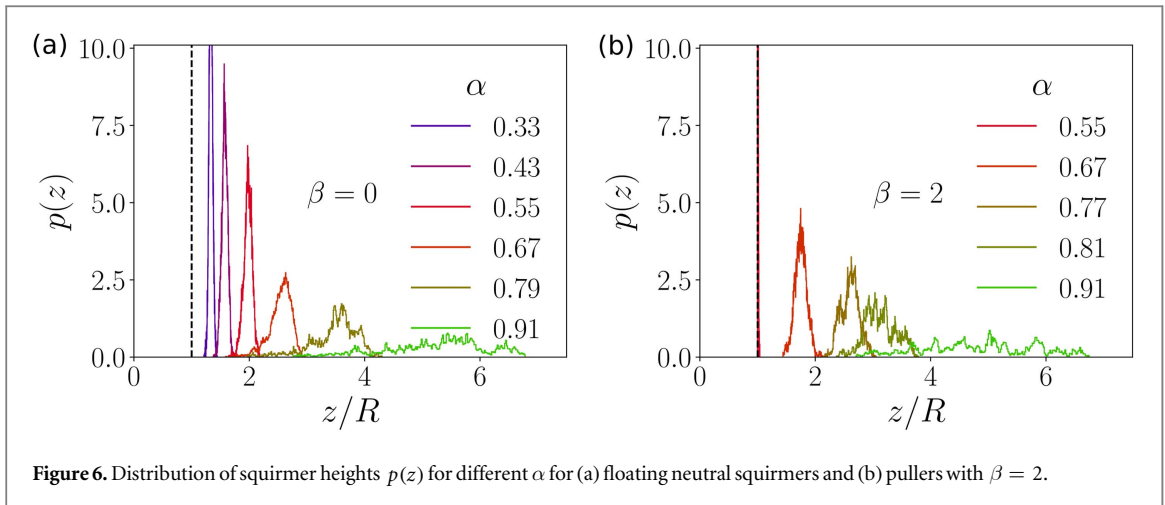 (a)
10.0
7.5
5.0
2.5
0.0
p(z)
0
2
4
6
z/R
β = 0
α
0.33
0.43
0.55
0.67
0.79
0.91
(b)
10.0
7.5
5.0
2.5
0.0
p(z)
0
2
4
6
z/R
β = 2
α
0.55
0.67
0.77
0.81
0.91
Figure 6. Distribution of squirmer heights p(z) for different α for (a) floating neutral squirmers and (b) pullers with β = 2.